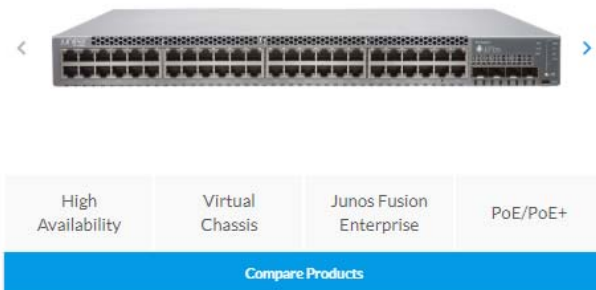 High
Availability
Virtual
Chassis
Junos Fusion
Enterprise
PoE/PoE+
Compare Products